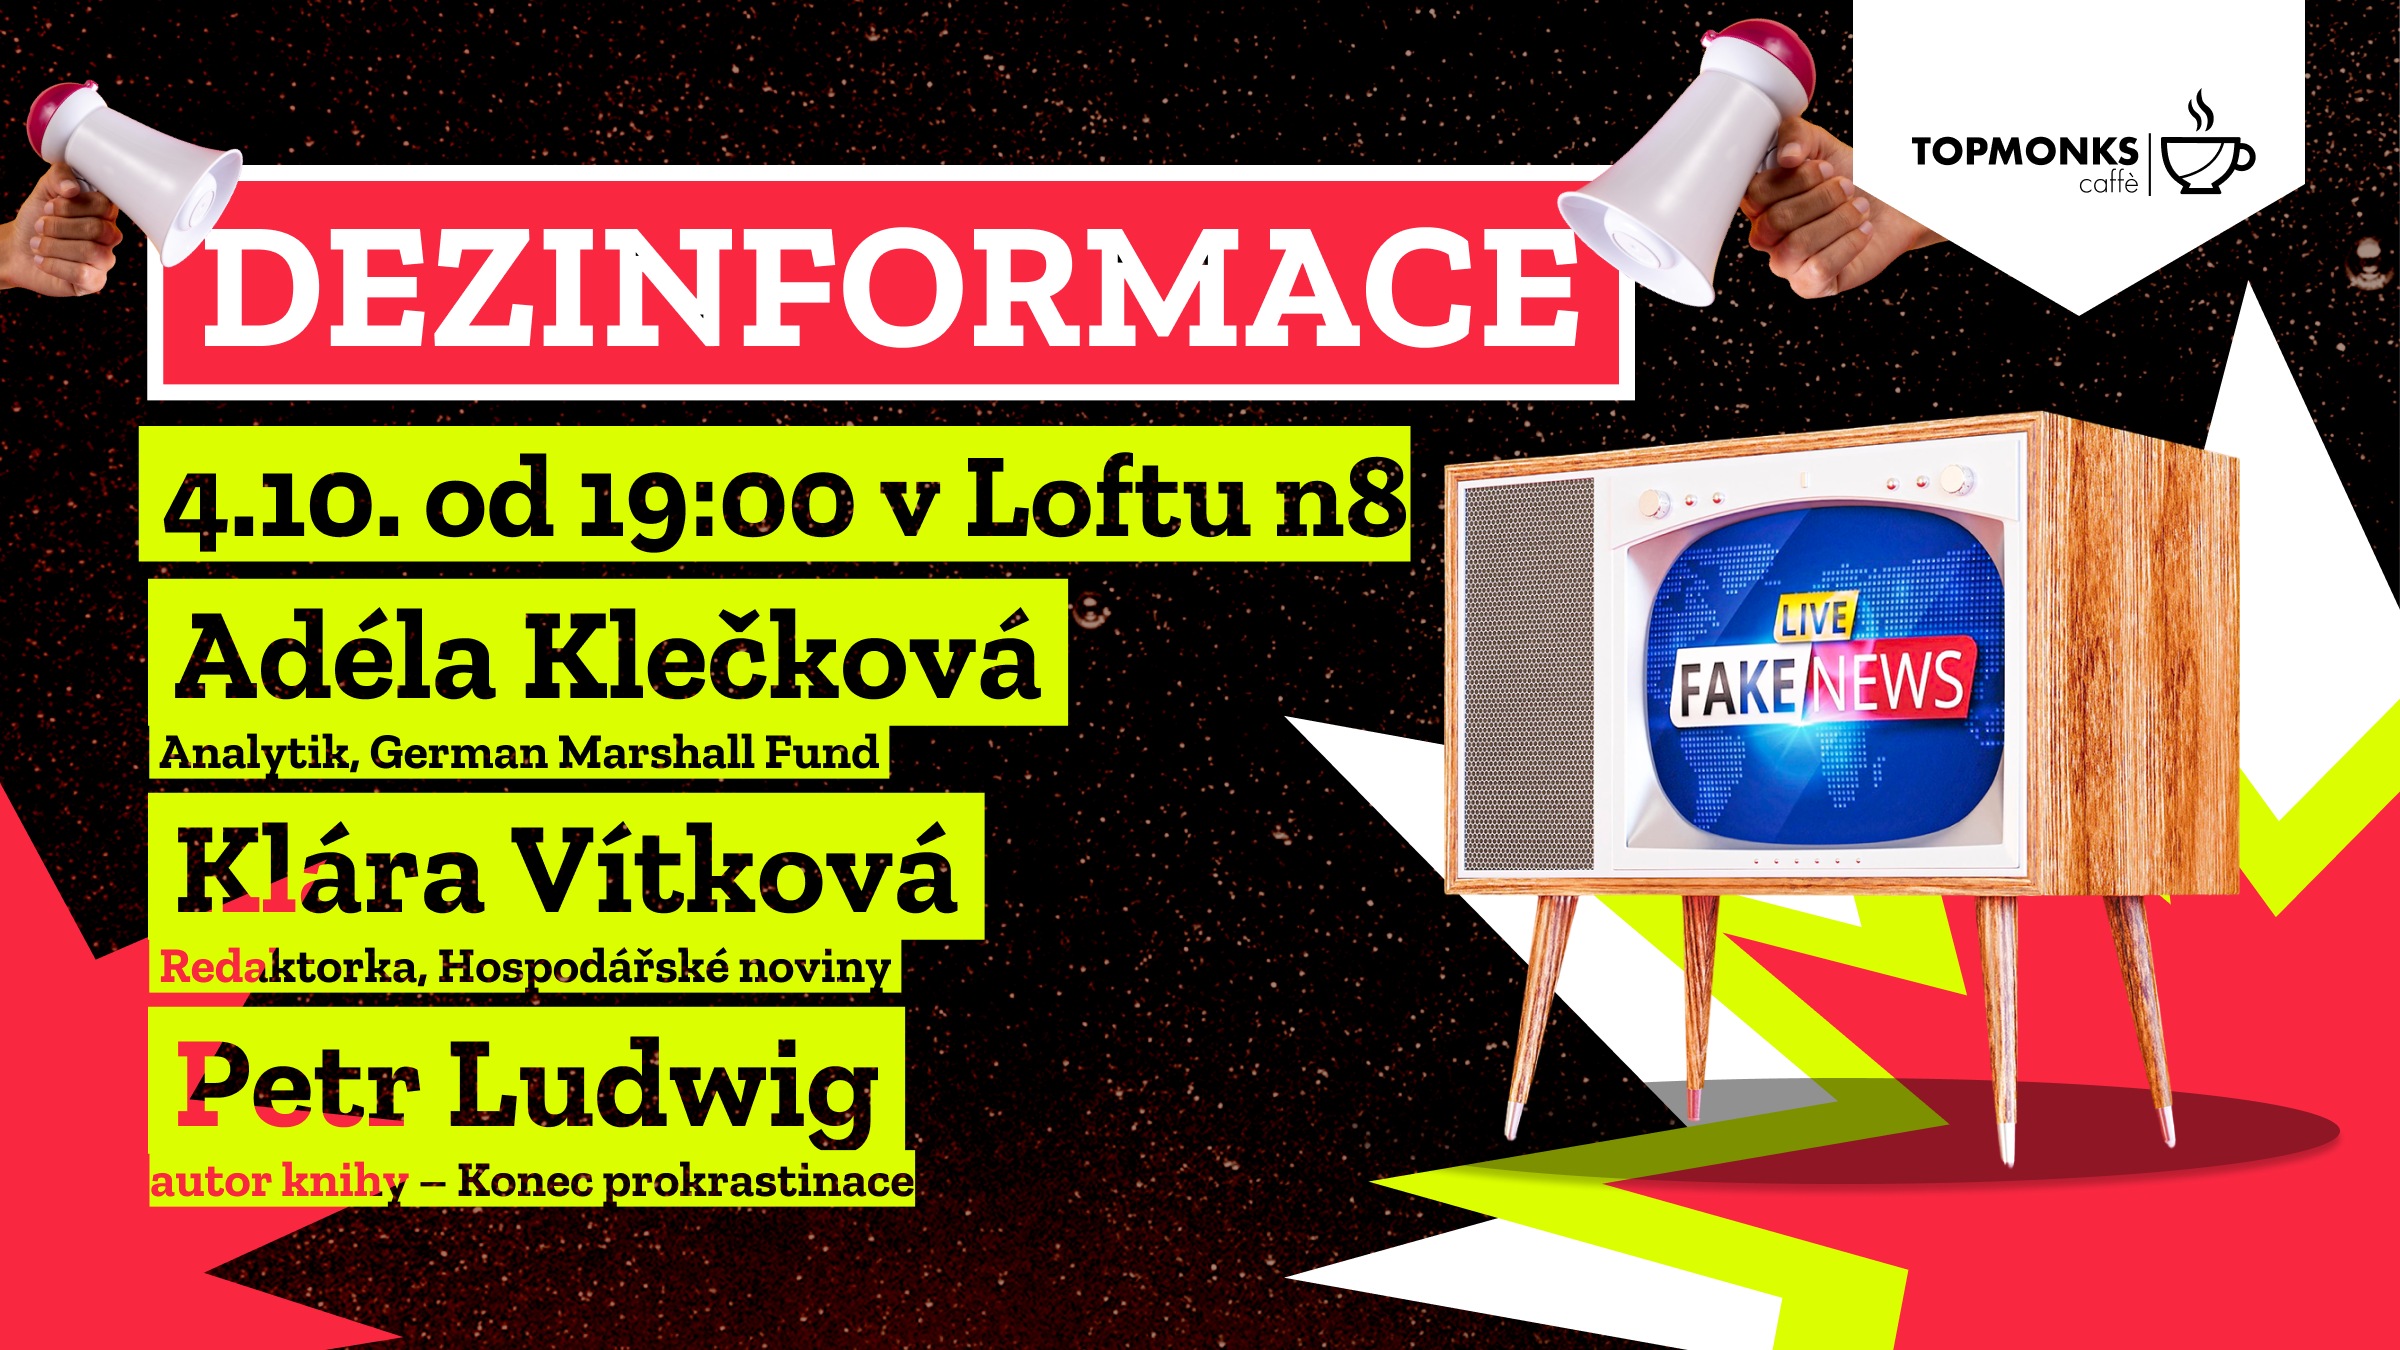 TOPMONKS
caffè
DEZINFORMACE
4.10. od 19:00 v Loftu n8
Adéla Klečková
Analytik, German Marshall Fund
Klára Vítková
Redaktorka, Hospodářské noviny
Petr Ludwig
autor knihy – Konec prokrastinace
LIVE
FAKE NEWS